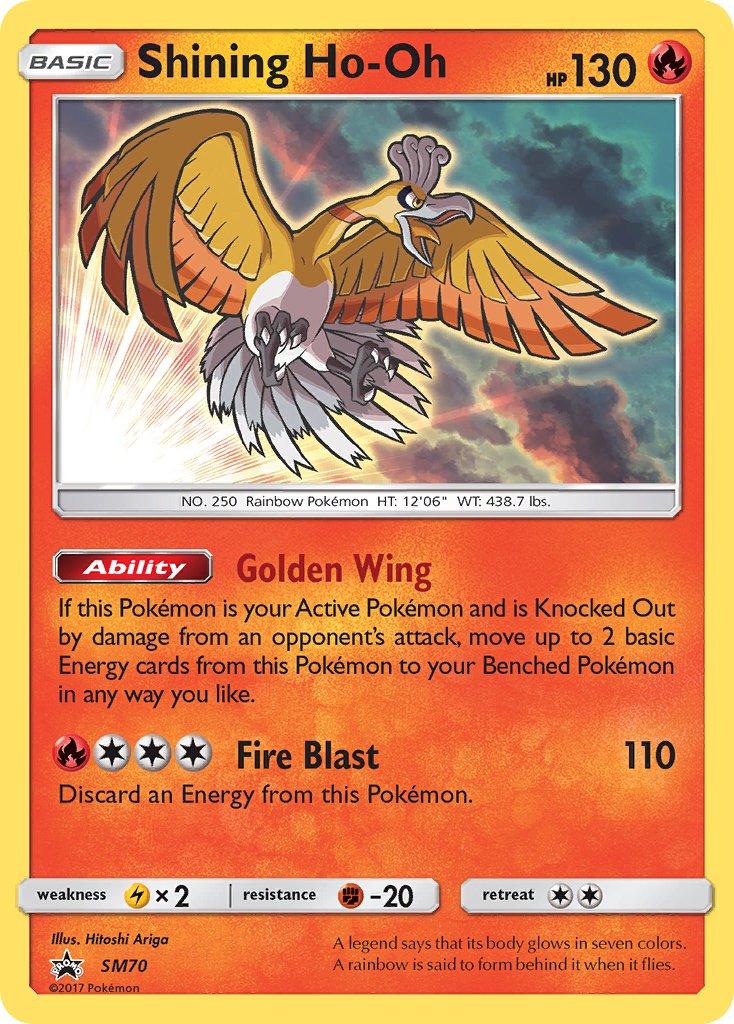 BASIC Shining Ho-Oh HP 130
NO. 250 Rainbow Pokémon HT: 12'06" WT: 438.7 lbs.
Ability Golden Wing
If this Pokémon is your Active Pokémon and is Knocked Out
by damage from an opponent's attack, move up to 2 basic
Energy cards from this Pokémon to your Benched Pokémon
in any way you like.
Fire Blast 110
Discard an Energy from this Pokémon.
weakness × 2 resistance -20 retreat
Illus. Hitoshi Ariga
PROMO SM70
©2017 Pokémon
A legend says that its body glows in seven colors.
A rainbow is said to form behind it when it flies.